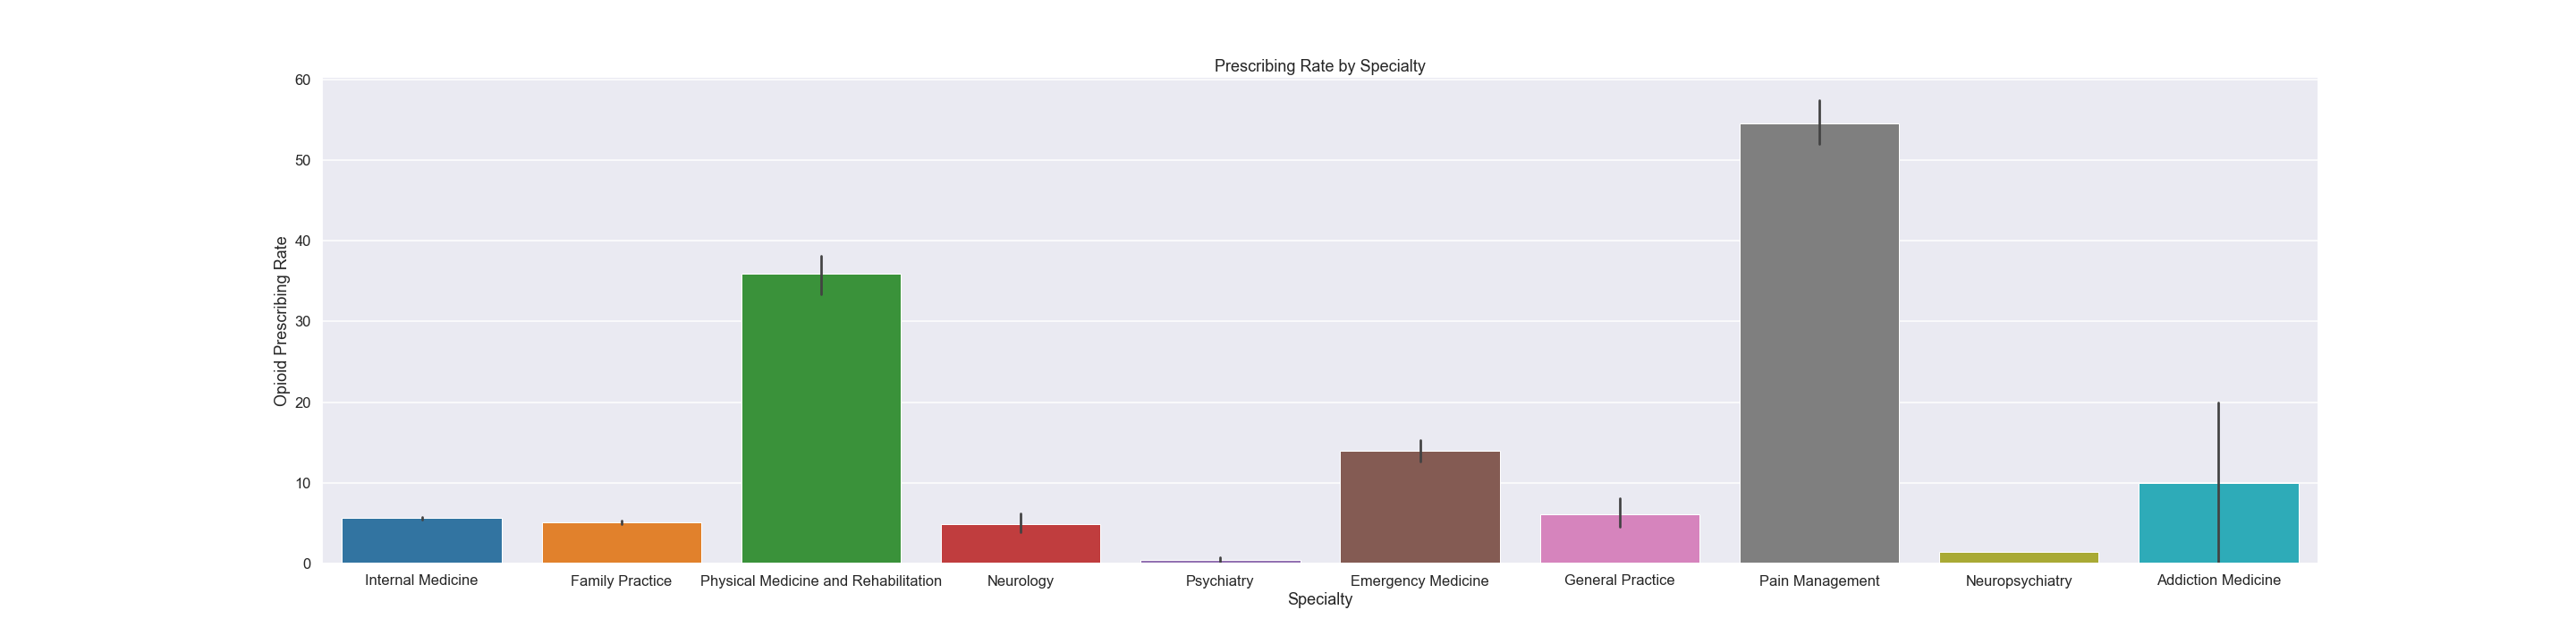 Prescribing Rate by Specialty
60
50
40
30
20
10
0
Opioid Prescribing Rate
Internal Medicine
Family Practice
Physical Medicine and Rehabilitation
Neurology
Psychiatry
Emergency Medicine
General Practice
Pain Management
Neuropsychiatry
Addiction Medicine
Specialty